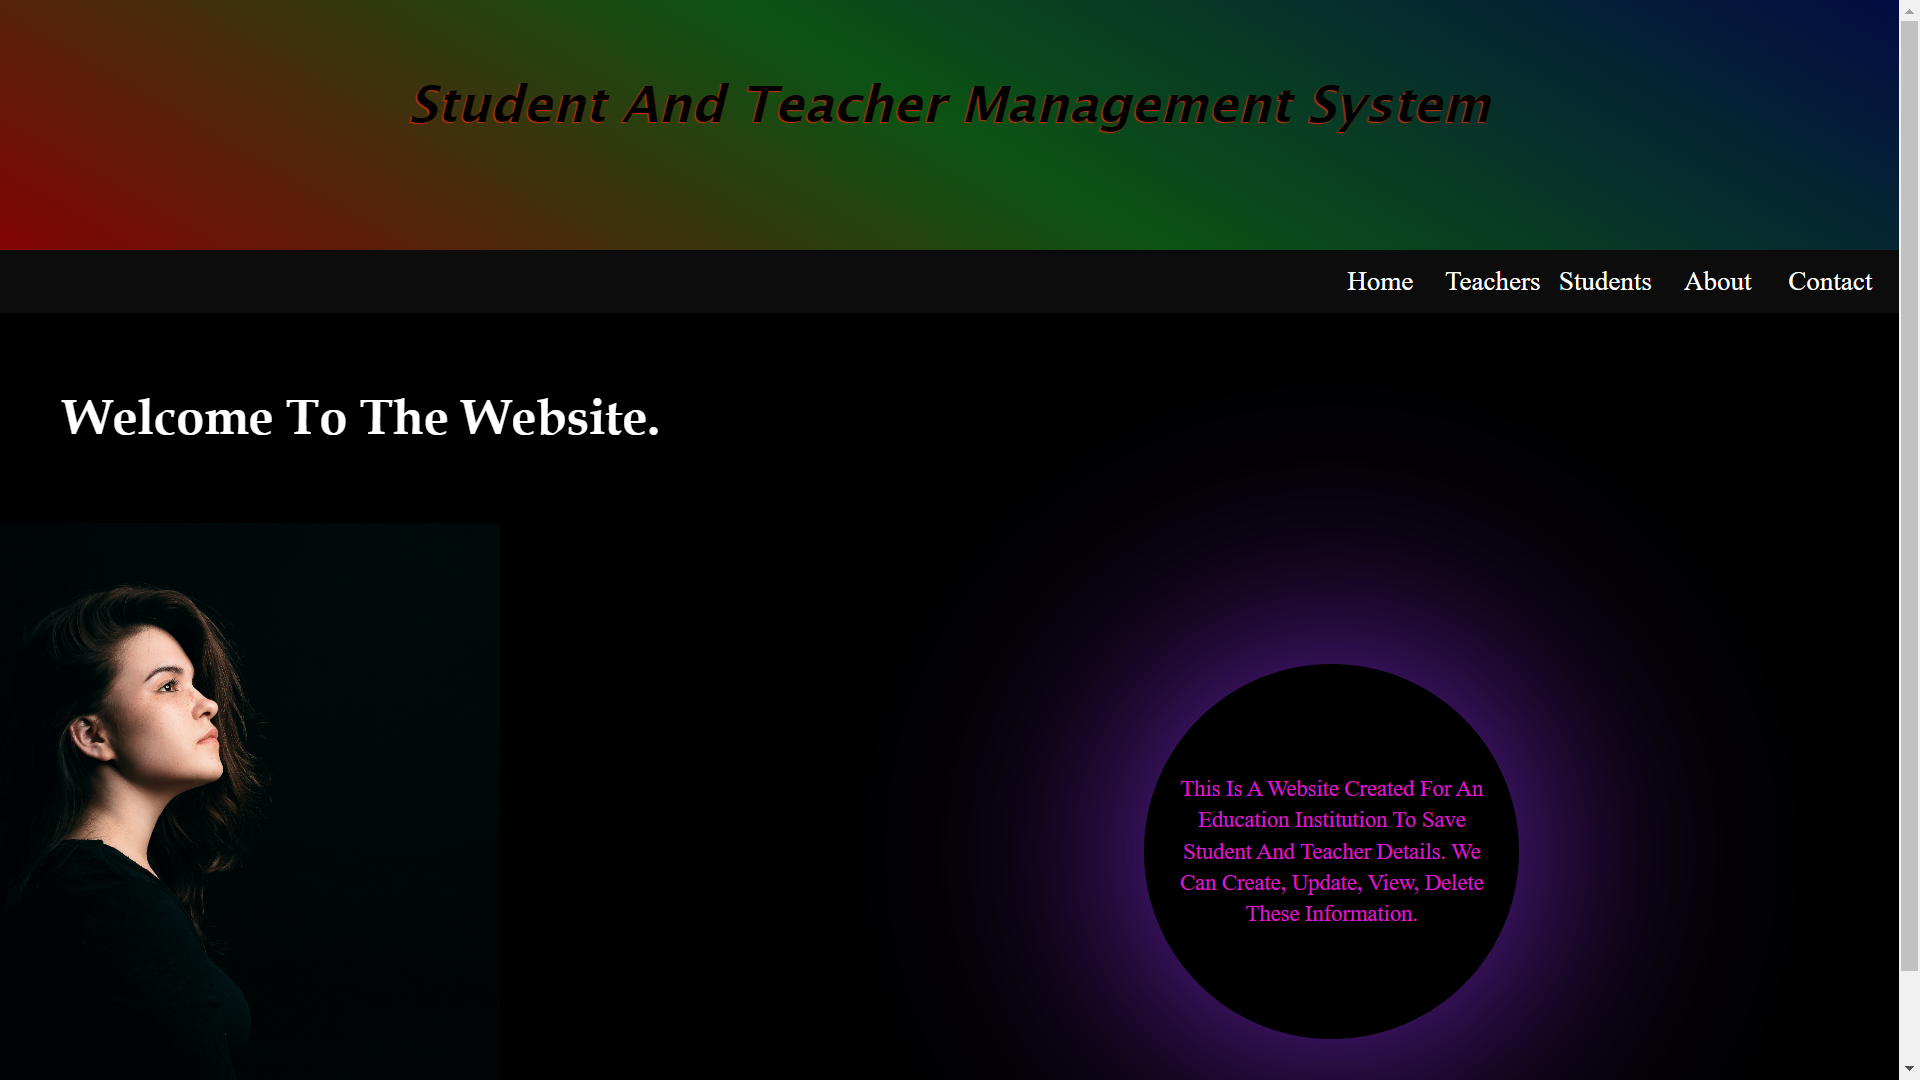 Student And Teacher Management System
Home Teachers Students About Contact
Welcome To The Website.
This Is A Website Created For An
Education Institution To Save
Student And Teacher Details. We
Can Create, Update, View, Delete
These Information.